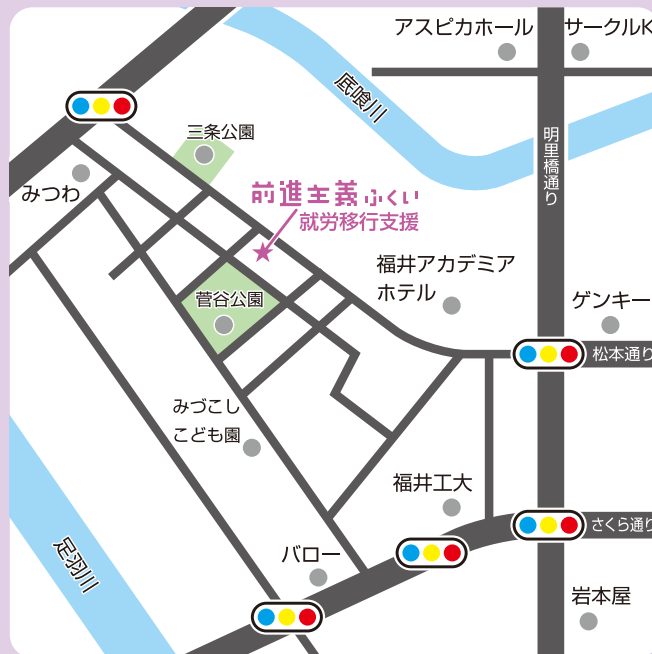 アスピカホール
サークルK
底喰川
三条公園
明里橋通り
みつわ
前進主義ふくい
就労移行支援
福井アカデミア
ホテル
菅谷公園
ゲンキー
松本通り
みづこし
こども園
福井工大
さくら通り
バロー
足羽川
岩本屋